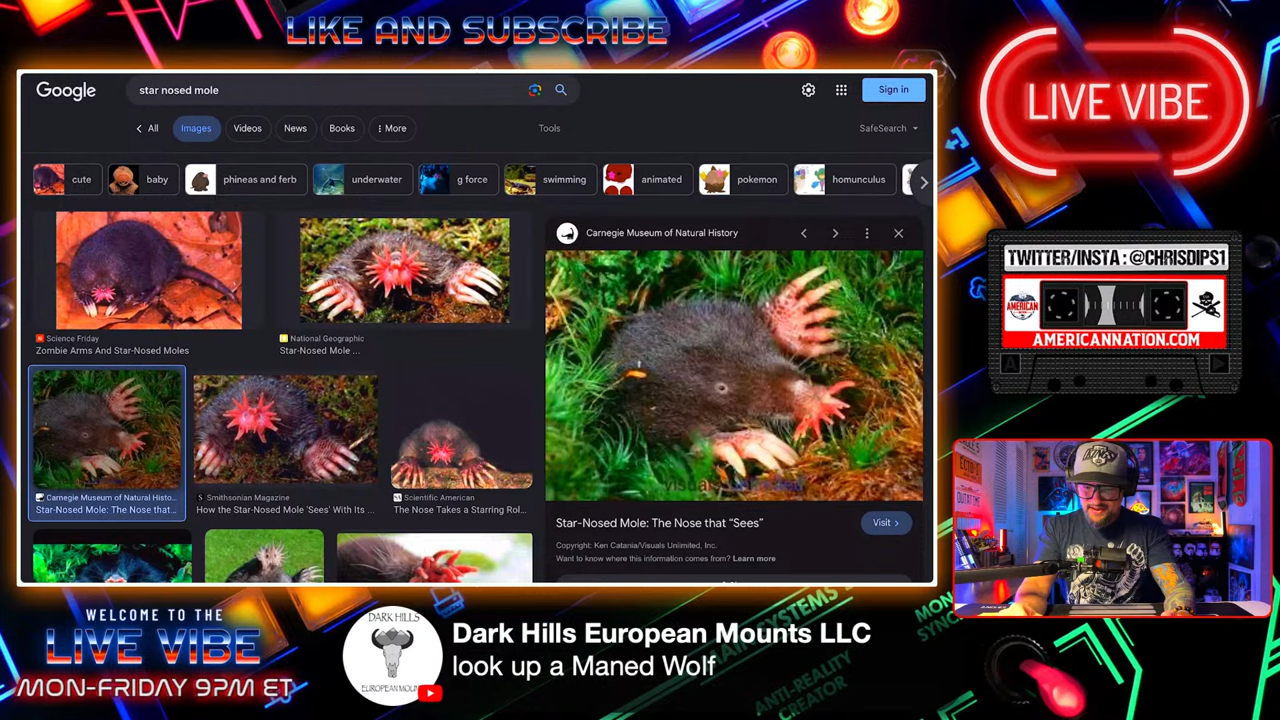 LIKE AND SUBSCRIBE
Google
star nosed mole
Sign in
All
Images
Videos
News
Books
More
Tools
SafeSearch
cute
baby
phineas and ferb
underwater
g force
swimming
animated
pokemon
homunculus
Science Friday
Zombie Arms And Star-Nosed Moles
National Geographic
Star-Nosed Mole ...
Carnegie Museum of Natural Histo...
Star-Nosed Mole: The Nose that...
Smithsonian Magazine
How the Star-Nosed Mole 'Sees' With Its ...
Scientific American
The Nose Takes a Starring Rol...
Carnegie Museum of Natural History
Star-Nosed Mole: The Nose that “Sees”
Visit
Copyright: Ken Catania/Visuals Unlimited, Inc.
Want to know where this information comes from? Learn more
LIVE VIBE
TWITTER/INSTA : @CHRISDIPS1
AMERICAN
AMERICANNATION.COM
A
WELCOME TO THE
LIVE VIBE
MON-FRIDAY 9PM ET
DARK HILLS
EUROPEAN MOUNT
Dark Hills European Mounts LLC
look up a Maned Wolf